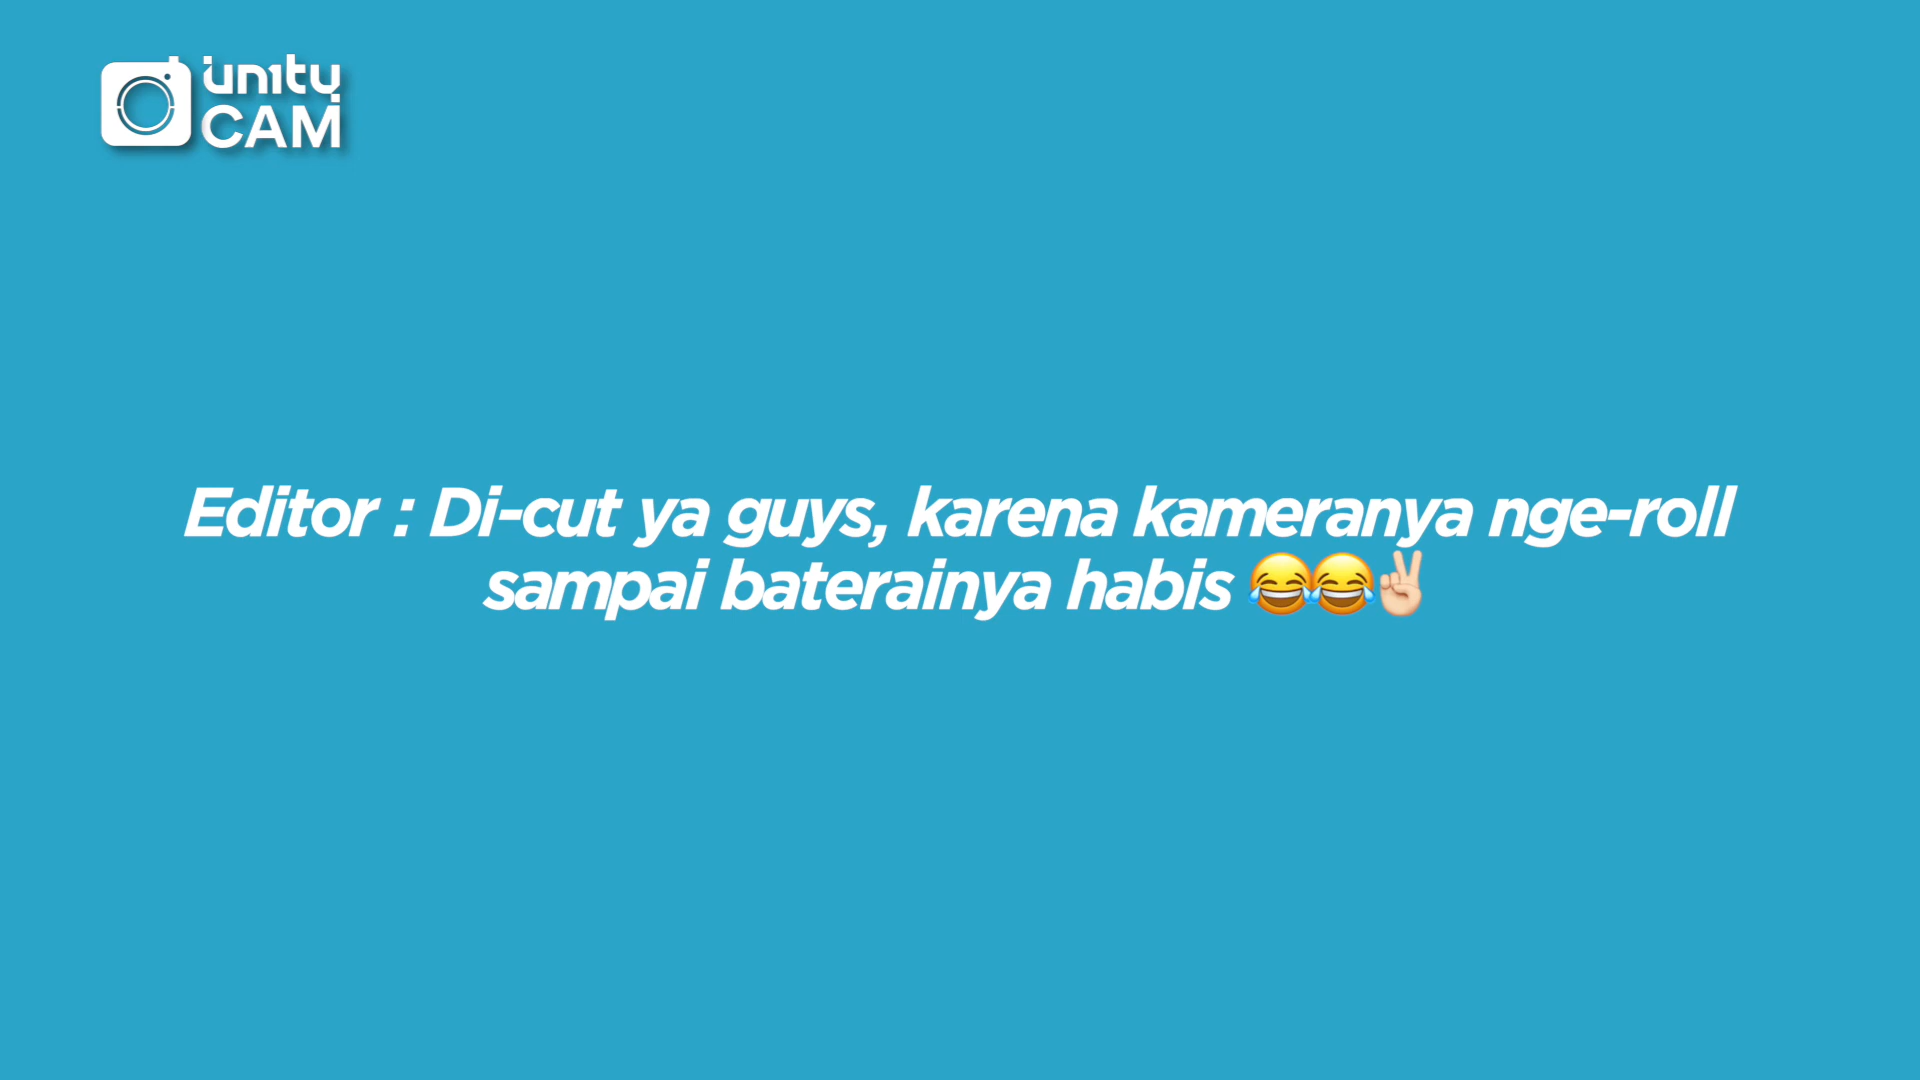 unity
CAM
Editor : Di-cut ya guys, karena kameranya nge-roll
sampai baterainya habis 😂😂✌🏻